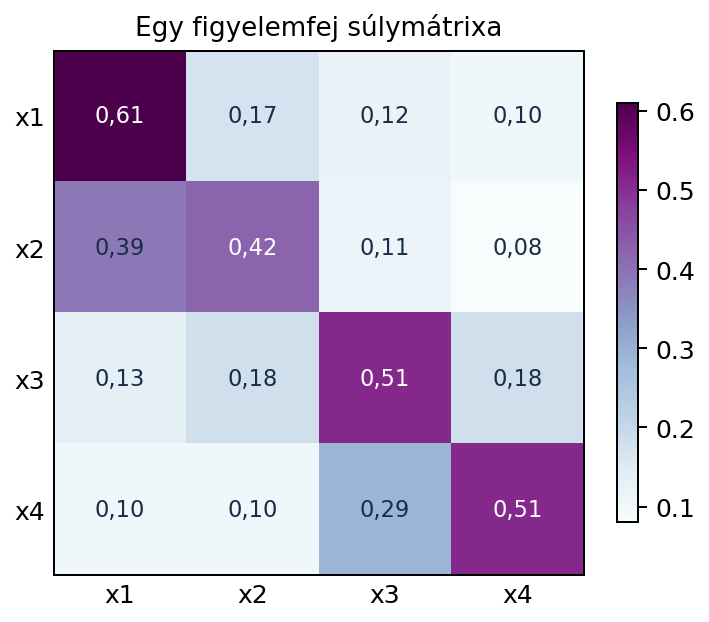 Egy figyelemfej súlymátrixa
x1 0,61 0,17 0,12 0,10
x2 0,39 0,42 0,11 0,08
x3 0,13 0,18 0,51 0,18
x4 0,10 0,10 0,29 0,51
x1 x2 x3 x4
0.6
0.5
0.4
0.3
0.2
0.1